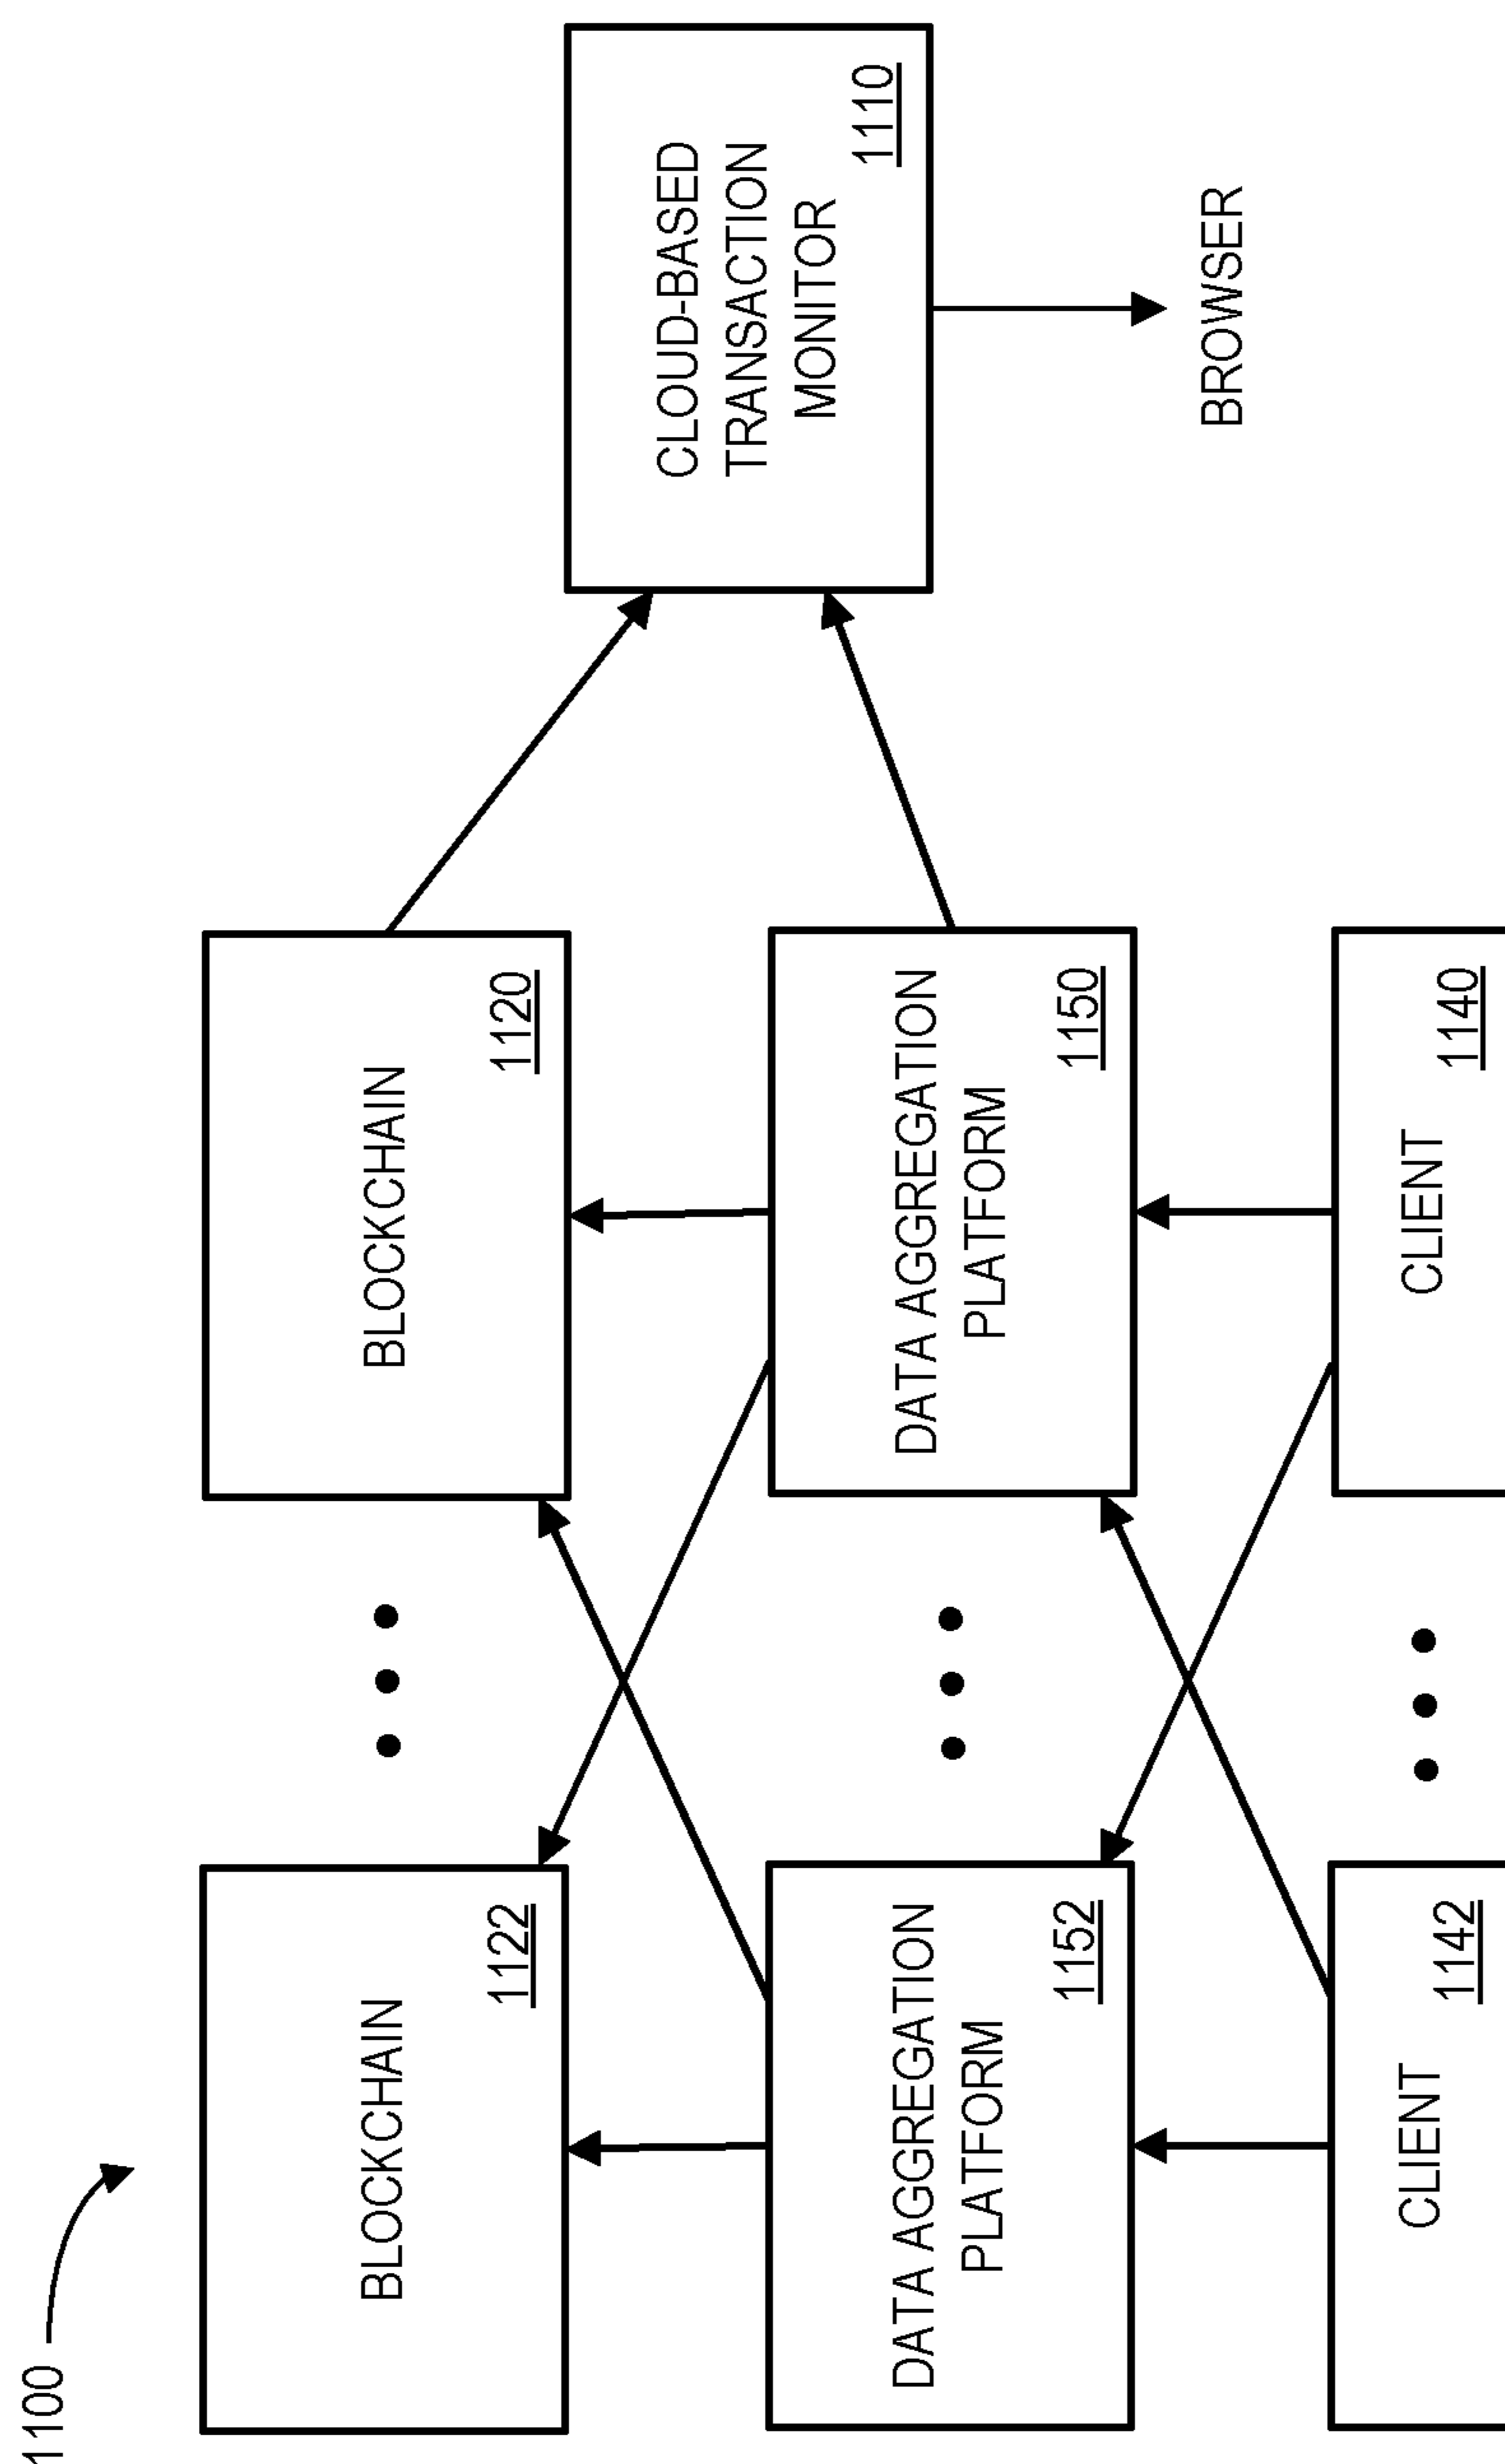 1100
BLOCKCHAIN
1122
BLOCKCHAIN
1120
CLOUD-BASED
TRANSACTION
MONITOR
1110
DATA AGGREGATION
PLATFORM
1152
DATA AGGREGATION
PLATFORM
1150
BROWSER
CLIENT
1142
CLIENT
1140